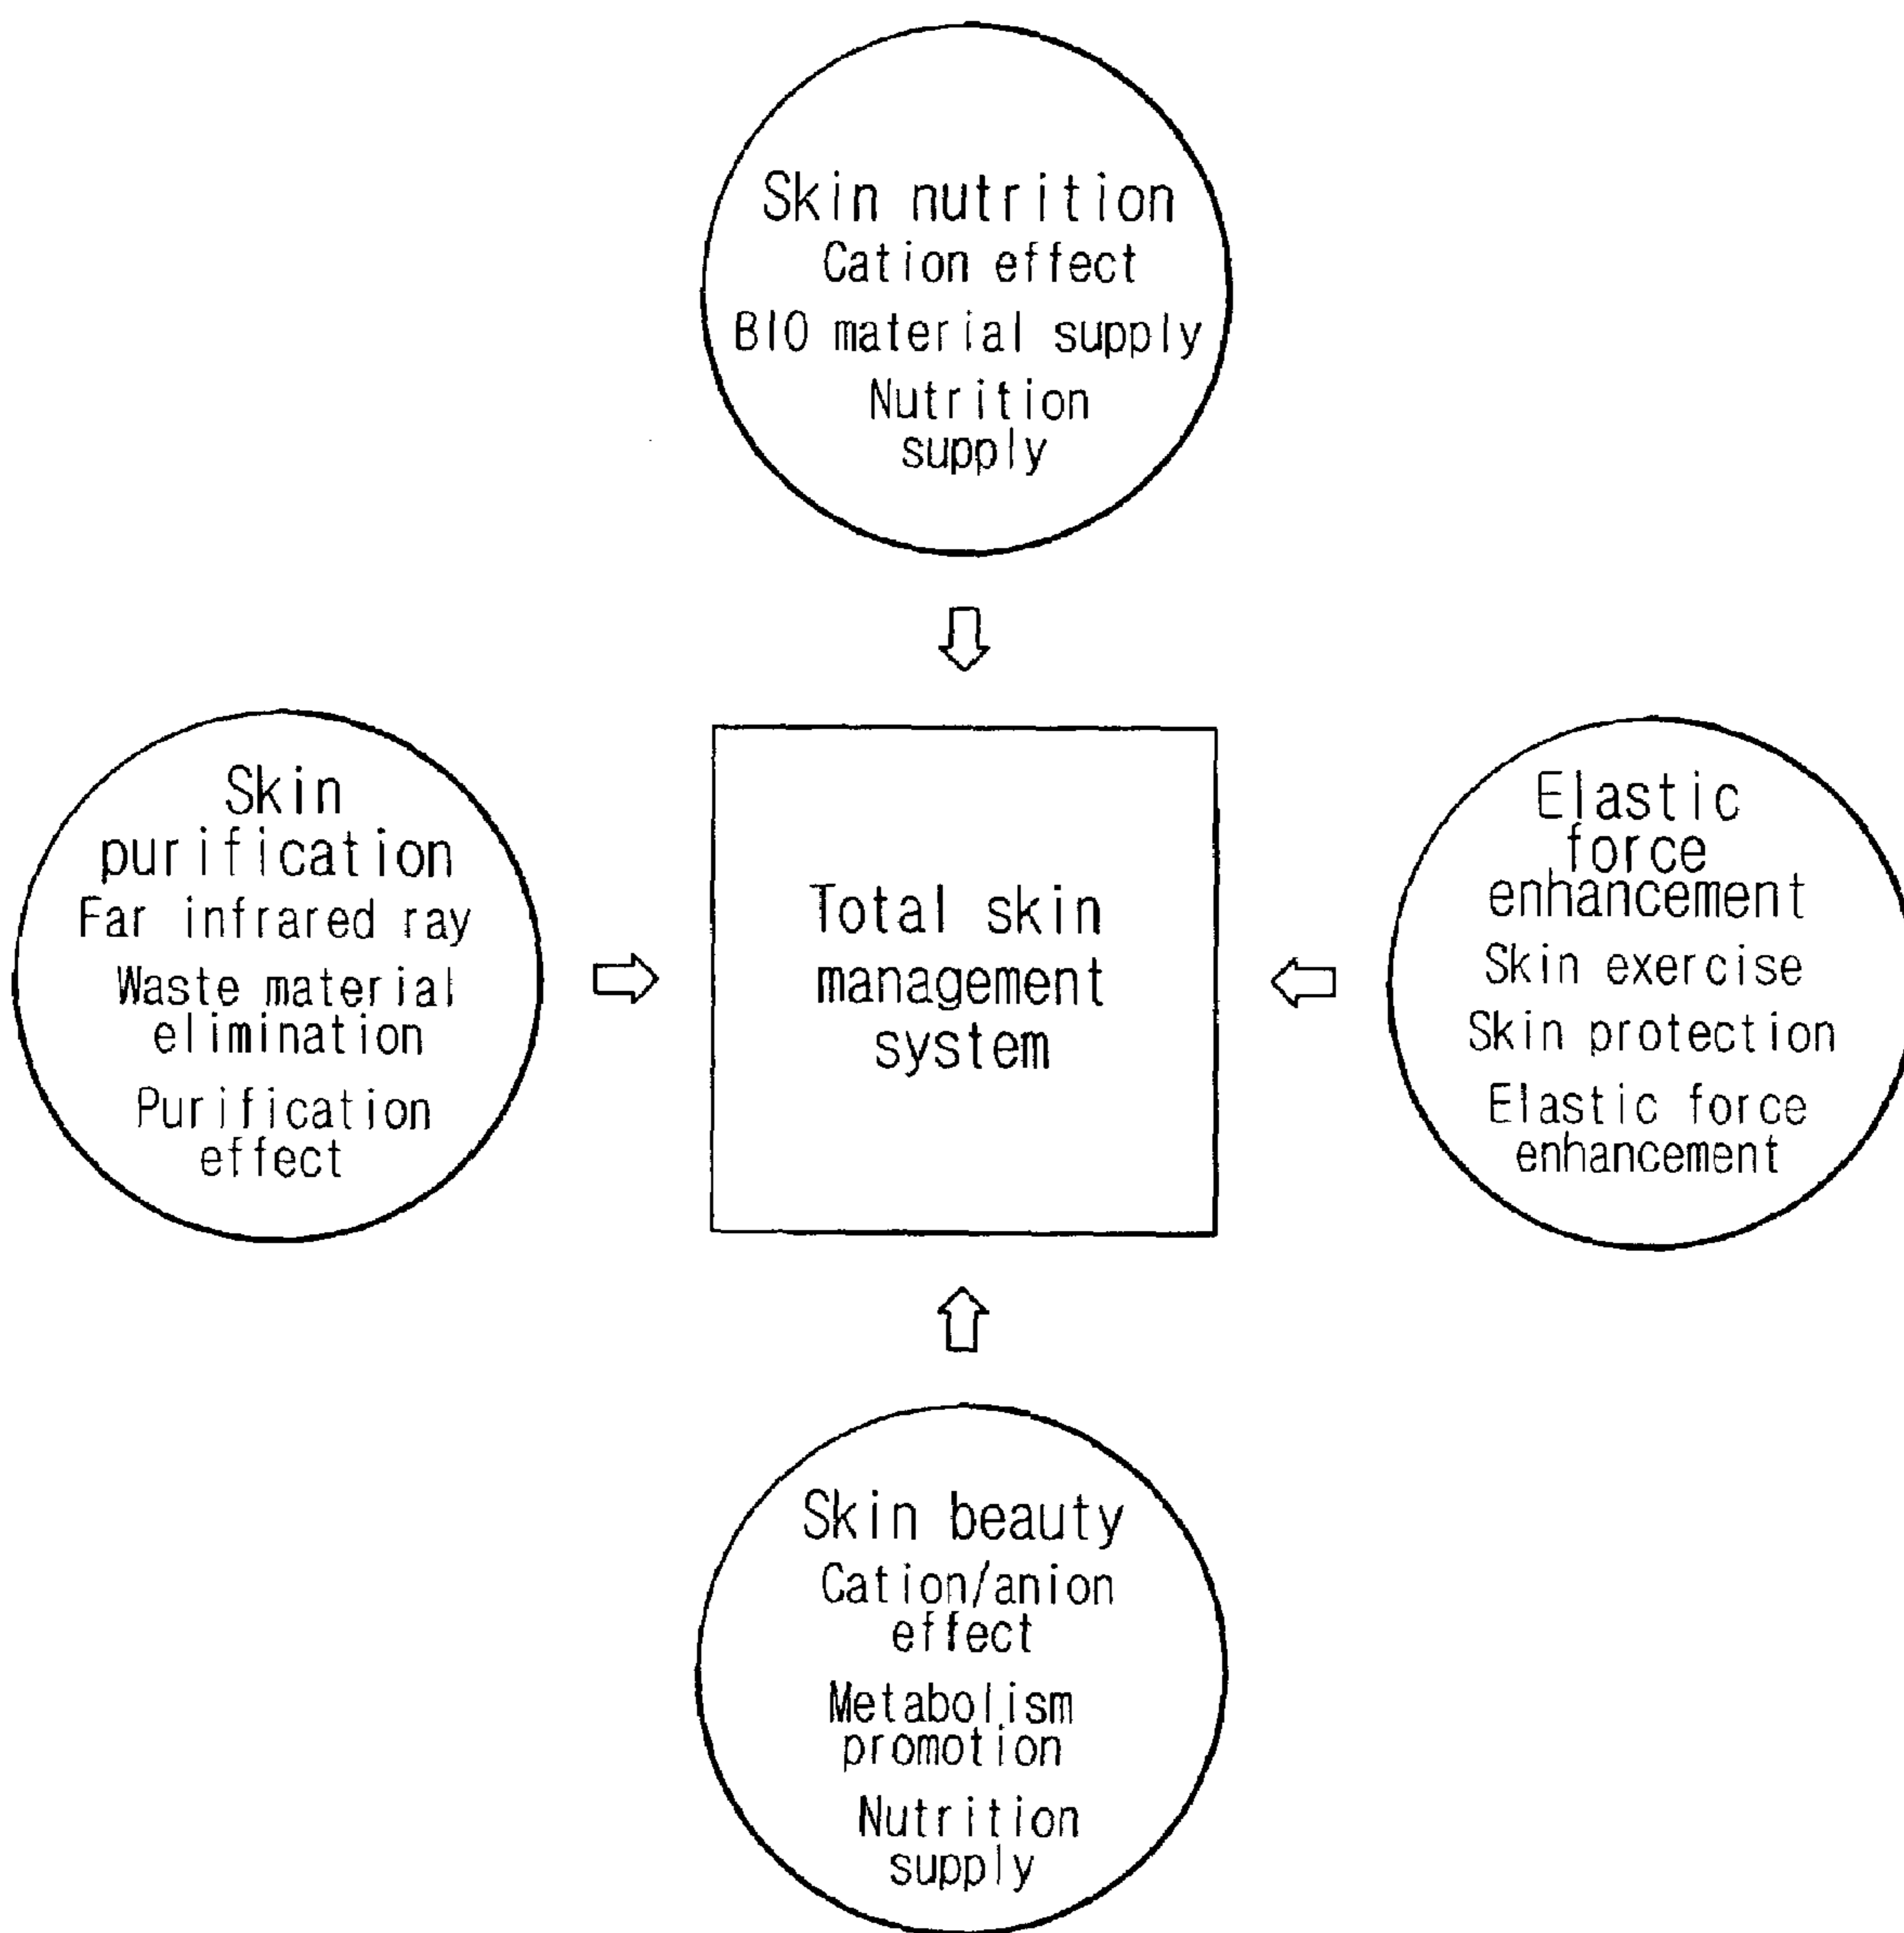 Skin nutrition
Cation effect
BIO material supply
Nutrition
supply
Skin
purification
Far infrared ray
Waste material
elimination
Purification
effect
Total skin
management
system
Elastic
force
enhancement
Skin exercise
Skin protection
Elastic force
enhancement
Skin beauty
Cation/anion
effect
Metabolism
promotion
Nutrition
supply